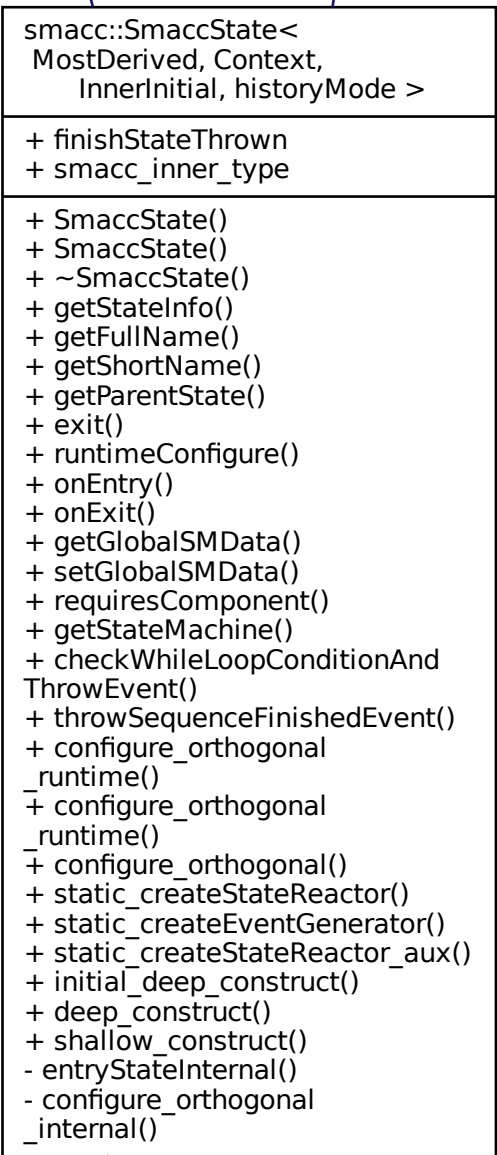 smacc::SmaccState<
MostDerived, Context,
InnerInitial, historyMode >
+ finishStateThrown
+ smacc_inner_type
+ SmaccState()
+ SmaccState()
+ ~SmaccState()
+ getStateInfo()
+ getFullName()
+ getShortName()
+ getParentState()
+ exit()
+ runtimeConfigure()
+ onEntry()
+ onExit()
+ getGlobalSMData()
+ setGlobalSMData()
+ requiresComponent()
+ getStateMachine()
+ checkWhileLoopConditionAnd
ThrowEvent()
+ throwSequenceFinishedEvent()
+ configure_orthogonal
_runtime()
+ configure_orthogonal
_runtime()
+ configure_orthogonal()
+ static_createStateReactor()
+ static_createEventGenerator()
+ static_createStateReactor_aux()
+ initial_deep_construct()
+ deep_construct()
+ shallow_construct()
- entryStateInternal()
- configure_orthogonal
_internal()